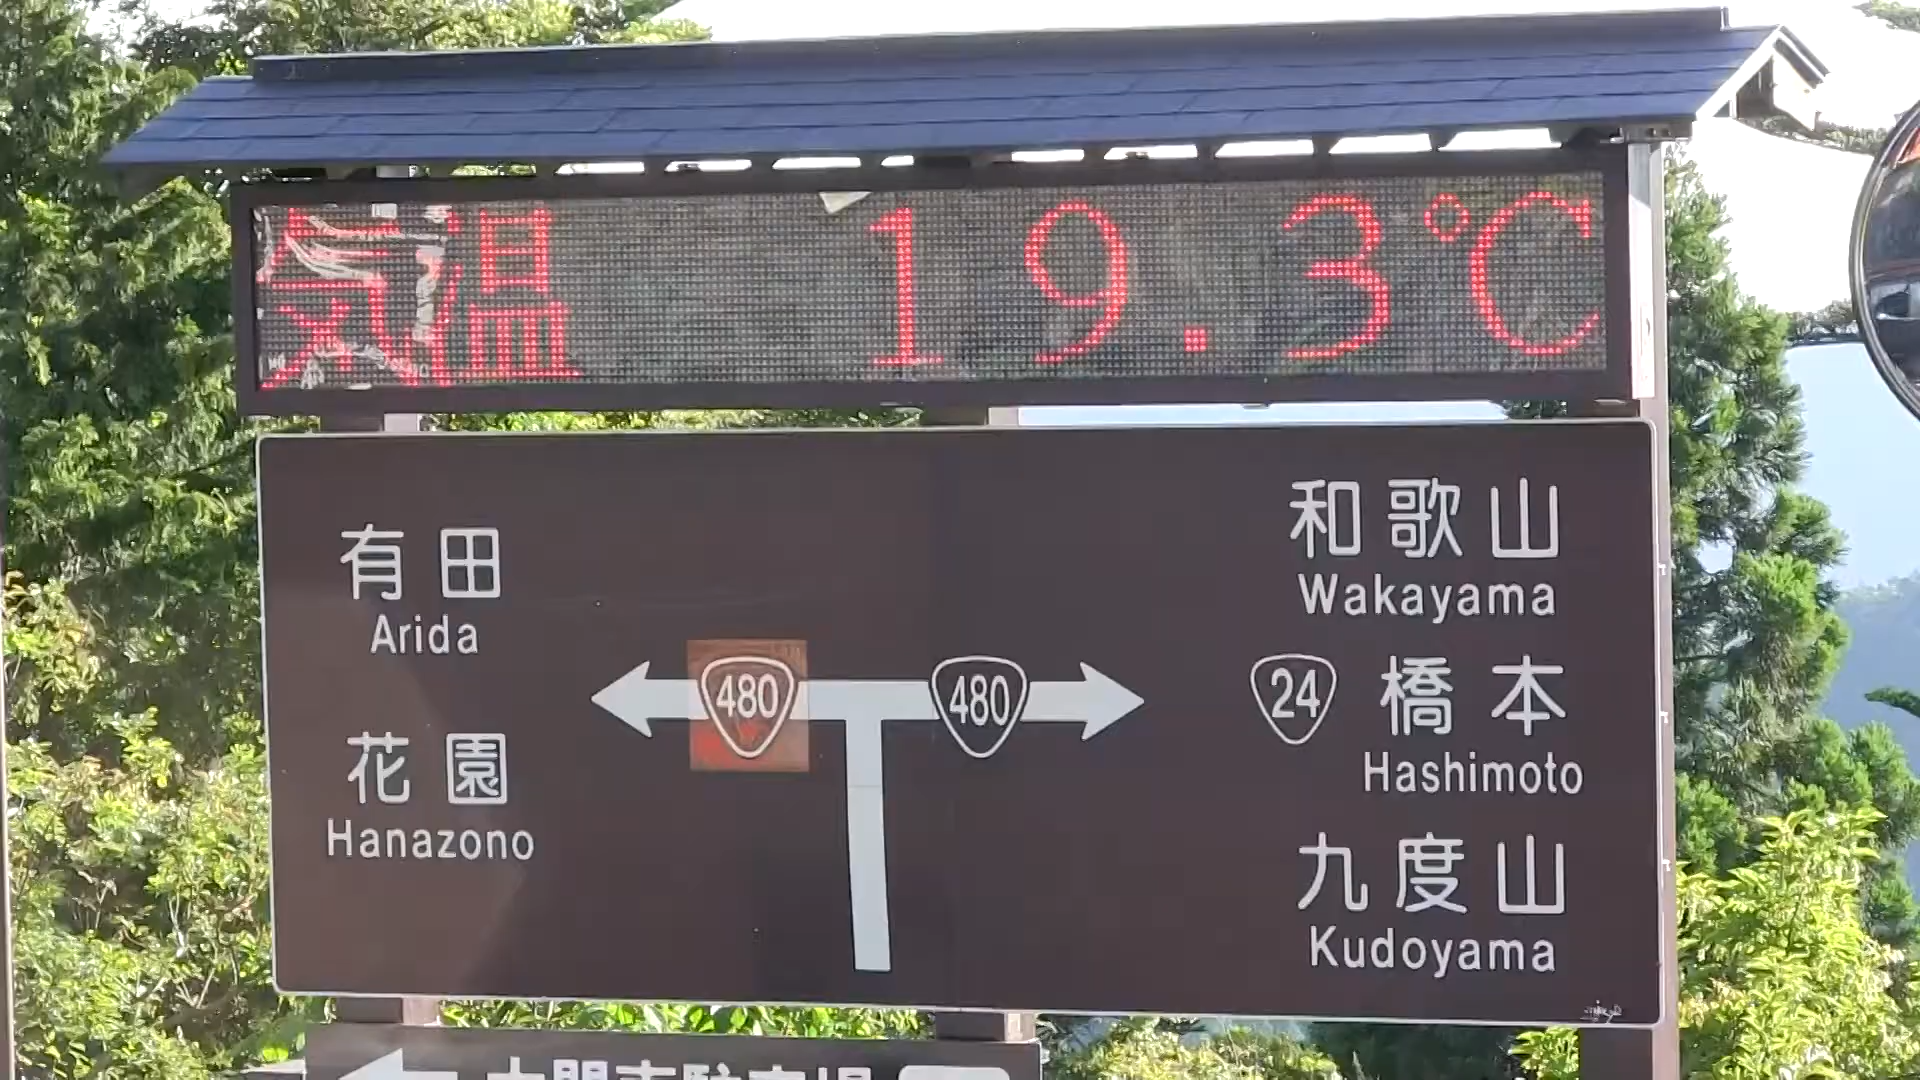 気温 19.3℃
有田
Arida
花園
Hanazono
480
480
和歌山
Wakayama
24 橋本
Hashimoto
九度山
Kudoyama